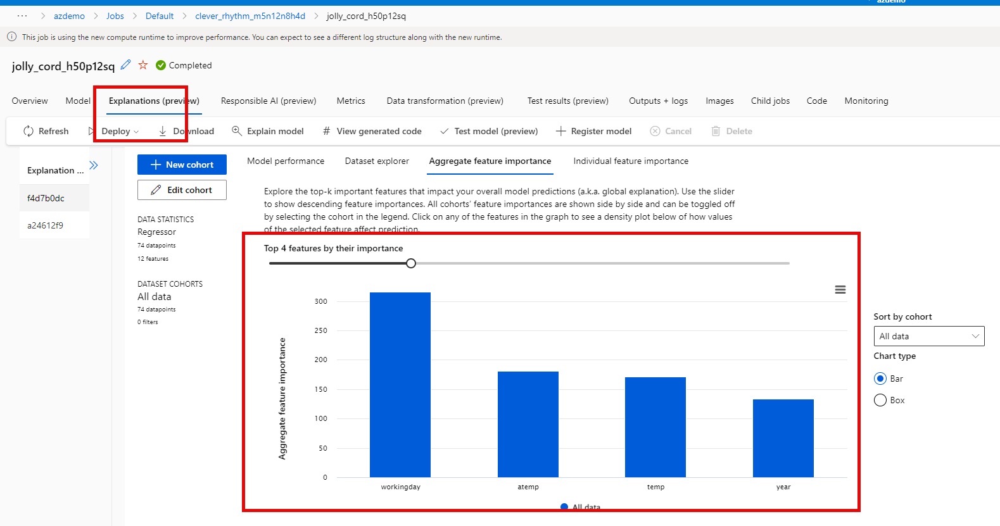 azdemo
··· > azdemo > Jobs > Default > clever_rhythm_m5n12n8h4d > jolly_cord_h50p12sq
This job is using the new compute runtime to improve performance. You can expect to see a different log structure along with the new runtime.
jolly_cord_h50p12sq Completed
Overview Model Explanations (preview) Responsible AI (preview) Metrics Data transformation (preview) Test results (preview) Outputs + logs Images Child jobs Code Monitoring
Refresh Deploy Download Explain model # View generated code Test model (preview) Register model Cancel Delete
Explanation ...
f4d7b0dc
a24612f9
New cohort
Edit cohort
DATA STATISTICS
Regressor
74 datapoints
12 features
DATASET COHORTS
All data
74 datapoints
0 filters
Model performance Dataset explorer Aggregate feature importance Individual feature importance
Explore the top-k important features that impact your overall model predictions (a.k.a. global explanation). Use the slider
to show descending feature importances. All cohorts' feature importances are shown side by side and can be toggled off
by selecting the cohort in the legend. Click on any of the features in the graph to see a density plot below of how values
of the selected feature affect prediction.
Top 4 features by their importance
Aggregate feature importance
300
250
200
150
100
50
0
workingday atemp temp year
All data
Sort by cohort
All data
Chart type
Bar
Box